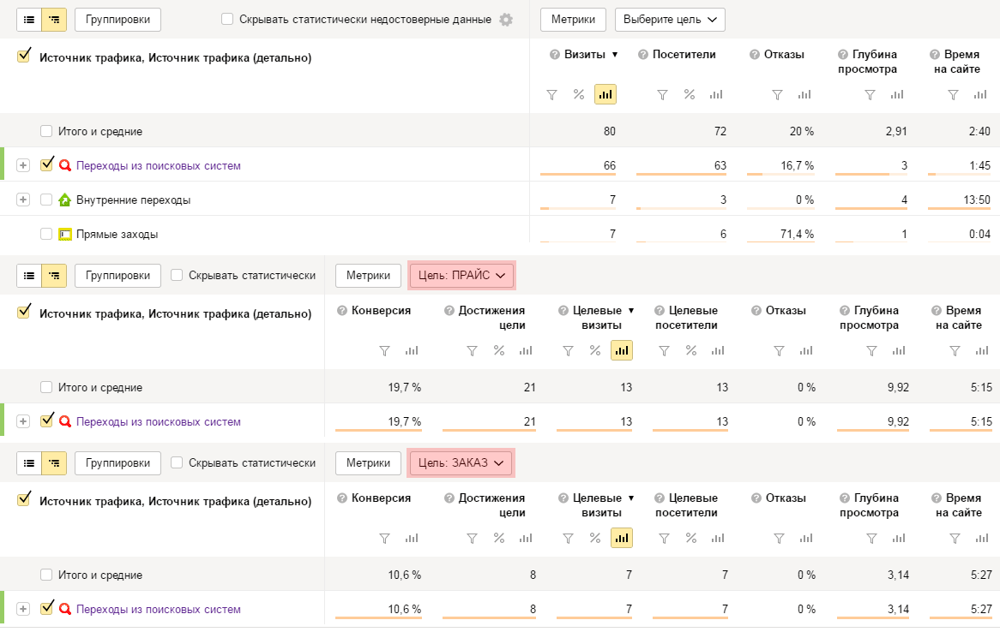 Группировки Скрывать статистически недостоверные данные Метрики Выберите цель
Источник трафика, Источник трафика (детально) Визиты ▼ Посетители Отказы Глубина просмотра Время на сайте
% %
Итого и средние 80 72 20 % 2,91 2:40
Переходы из поисковых систем 66 63 16,7 % 3 1:45
Внутренние переходы 7 3 0 % 4 13:50
Прямые заходы 7 6 71,4 % 1 0:04
Группировки Скрывать статистически Метрики Цель: ПРАЙС
Источник трафика, Источник трафика (детально) Конверсия Достижения цели Целевые ▼ визиты Целевые посетители Отказы Глубина просмотра Время на сайте
% % %
Итого и средние 19,7 % 21 13 13 0 % 9,92 5:15
Переходы из поисковых систем 19,7 % 21 13 13 0 % 9,92 5:15
Группировки Скрывать статистически Метрики Цель: ЗАКАЗ
Источник трафика, Источник трафика (детально) Конверсия Достижения цели Целевые ▼ визиты Целевые посетители Отказы Глубина просмотра Время на сайте
% % %
Итого и средние 10,6 % 8 7 7 0 % 3,14 5:27
Переходы из поисковых систем 10,6 % 8 7 7 0 % 3,14 5:27